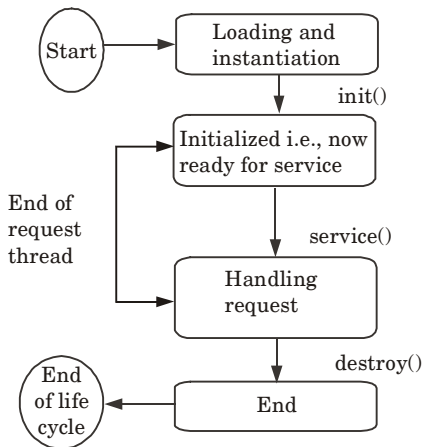 Start
Loading and
instantiation
init()
Initialized i.e., now
ready for service
End of
request
thread
service()
Handling
request
destroy()
End
of life
cycle
End